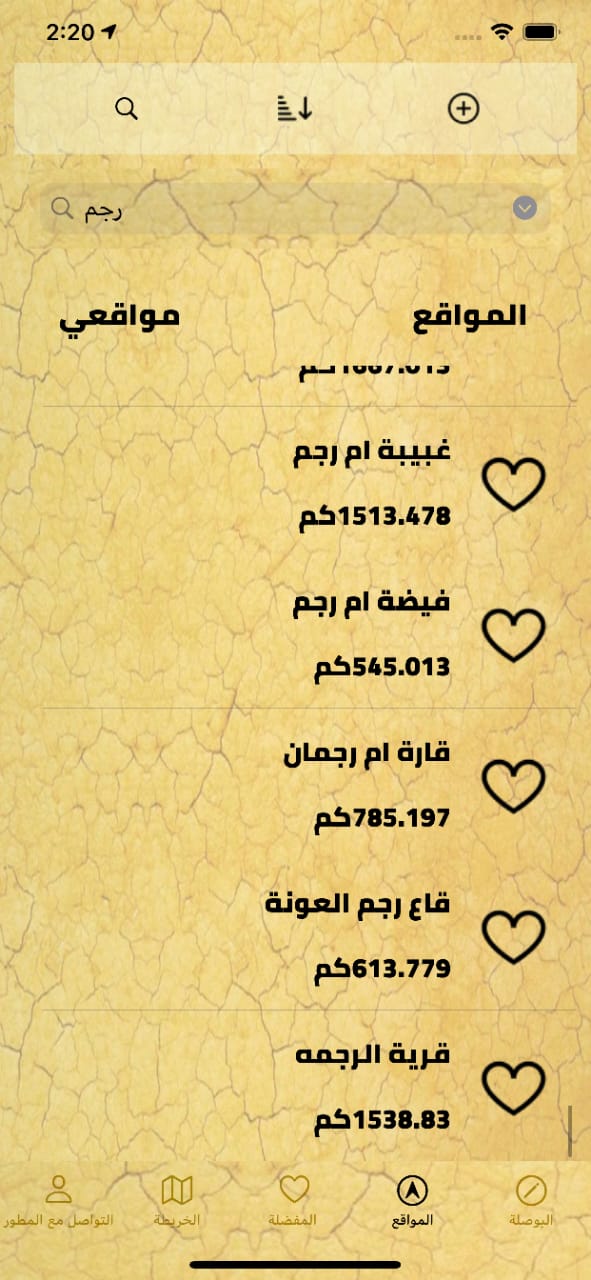 2:20
رجم
المواقع
مواقعي
غبيبة ام رجم
1513.478كم
فيضة ام رجم
545.013كم
قارة ام رجمان
785.197كم
قاع رجم العونة
613.779كم
قرية الرجمه
1538.83كم
البوصلة
المواقع
المفضلة
الخريطة
التواصل مع المطور